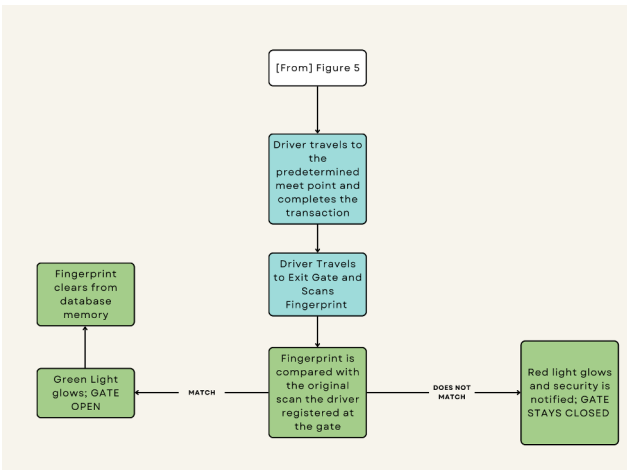 [From] Figure 5
Driver travels to
the
predetermined
meet point and
completes the
transaction
Driver Travels
to Exit Gate and
Scans
Fingerprint
Fingerprint
clears from
database
memory
Green Light
glows; GATE
OPEN
MATCH
Fingerprint is
compared with
the original
scan the driver
registered at
the gate
DOES NOT
MATCH
Red light glows
and security is
notified; GATE
STAYS CLOSED